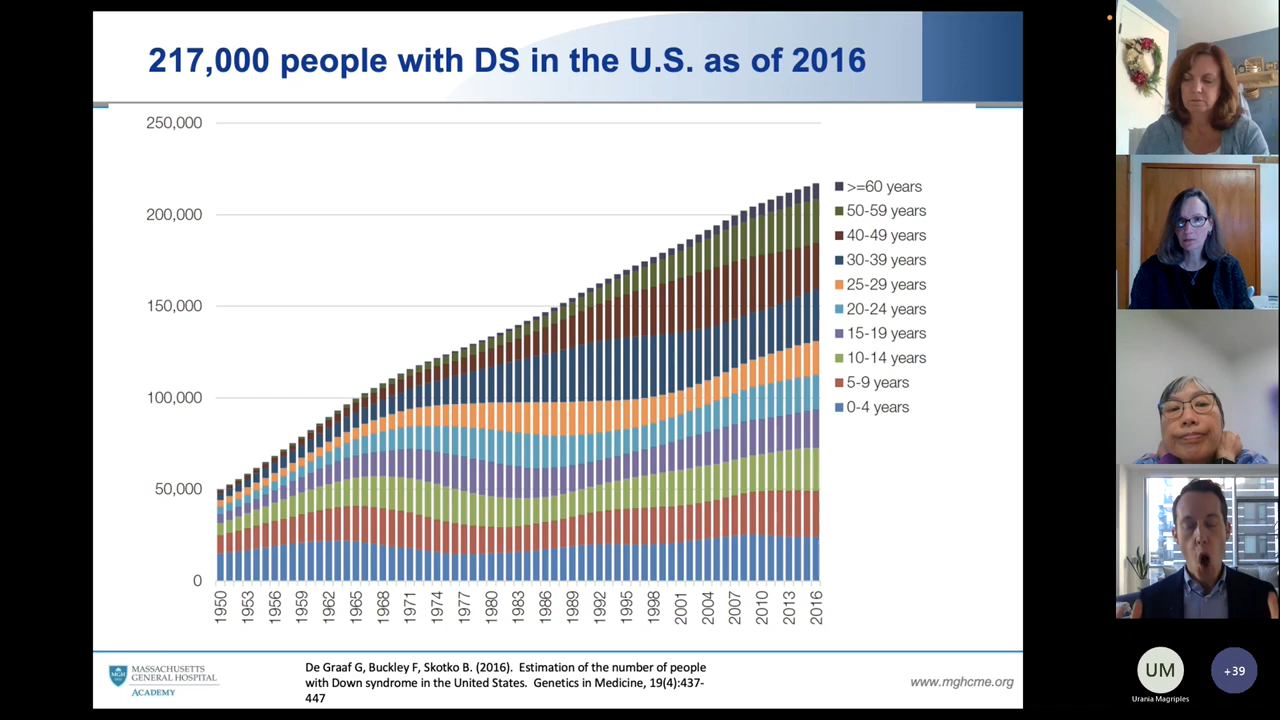 217,000 people with DS in the U.S. as of 2016
250,000
200,000
150,000
100,000
50,000
0
>=60 years
50-59 years
40-49 years
30-39 years
25-29 years
20-24 years
15-19 years
10-14 years
5-9 years
0-4 years
1950
1953
1956
1959
1962
1965
1968
1971
1974
1977
1980
1983
1986
1989
1992
1995
1998
2001
2004
2007
2010
2013
2016
MGH
MASSACHUSETTS
GENERAL HOSPITAL
ACADEMY
De Graaf G, Buckley F, Skotko B. (2016). Estimation of the number of people
with Down syndrome in the United States. Genetics in Medicine, 19(4):437-
447
www.mghcme.org
UM
Urania Magriples
+39